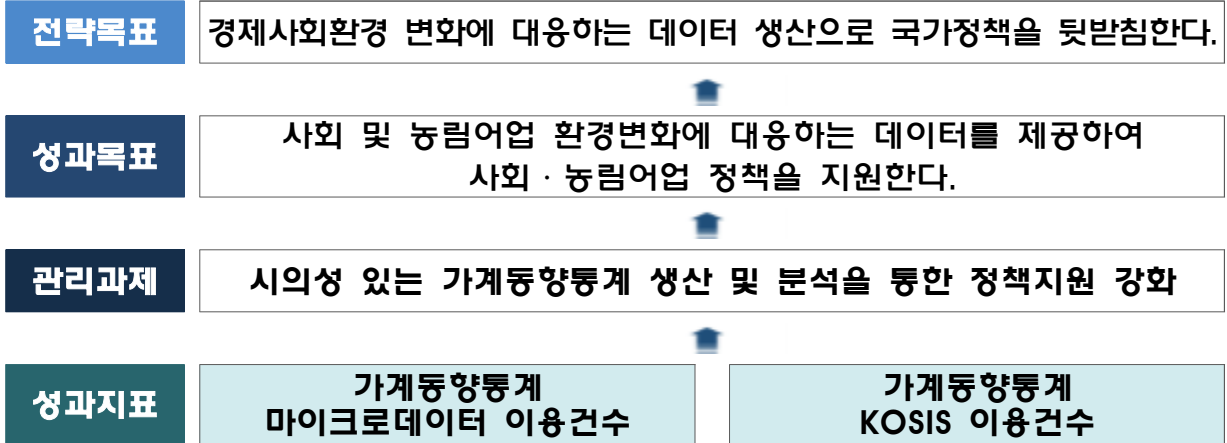 전략목표
경제사회환경 변화에 대응하는 데이터 생산으로 국가정책을 뒷받침한다.
성과목표
사회 및 농림어업 환경변화에 대응하는 데이터를 제공하여
사회 · 농림어업 정책을 지원한다.
관리과제
시의성 있는 가계동향통계 생산 및 분석을 통한 정책지원 강화
성과지표
가계동향통계
마이크로데이터 이용건수
가계동향통계
KOSIS 이용건수